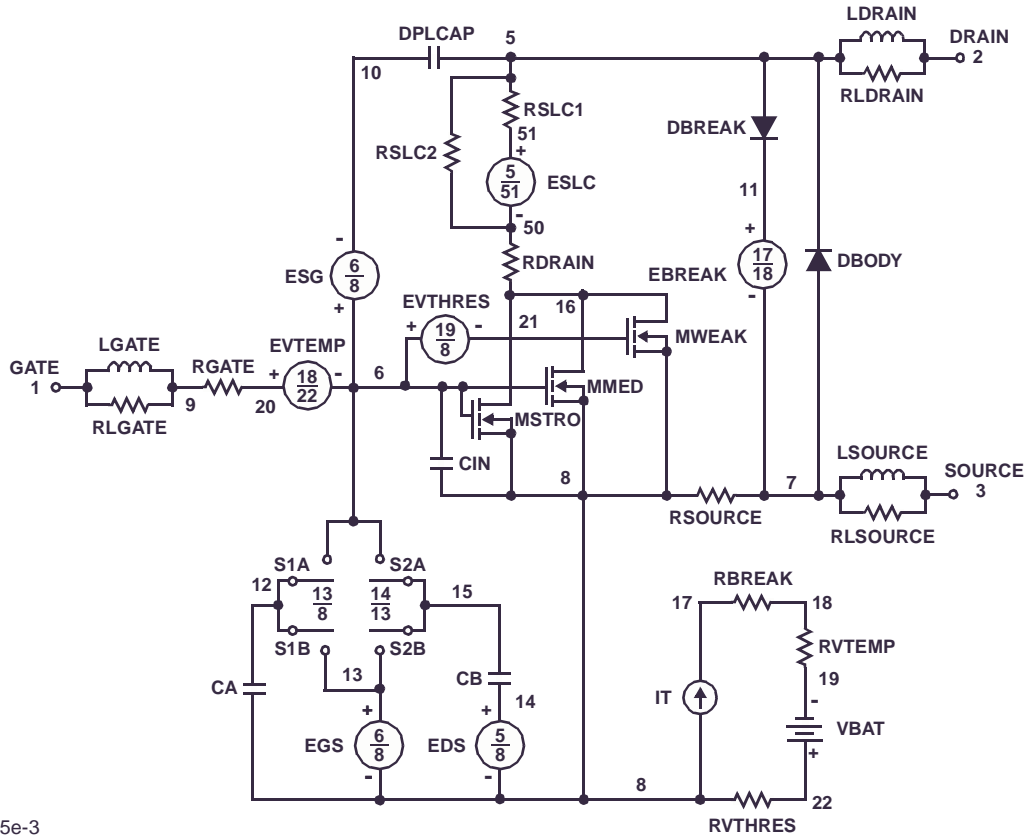 LDRAIN
DPLCAP
5
DRAIN
2
10
RLDRAIN
RSLC1
51
DBREAK
+
RSLC2
5
51
ESLC
11
-
50
+
-
17
18
RDRAIN
DBODY
6
8
ESG
EBREAK
EVTHRES
16
-
+
+
19
8
-
21
MWEAK
LGATE
EVTEMP
GATE
1
RGATE
+
18
22
-
6
MMED
9
20
RLGATE
MSTRO
CIN
LSOURCE
8
7
SOURCE
3
RSOURCE
RLSOURCE
S1A
S2A
12
13
8
14
13
15
RBREAK
17
18
S1B
S2B
RVTEMP
13
CB
19
CA
14
IT
-
+
+
VBAT
EGS
6
8
EDS
5
8
+
-
-
8
22
RVTHRES
5e-3